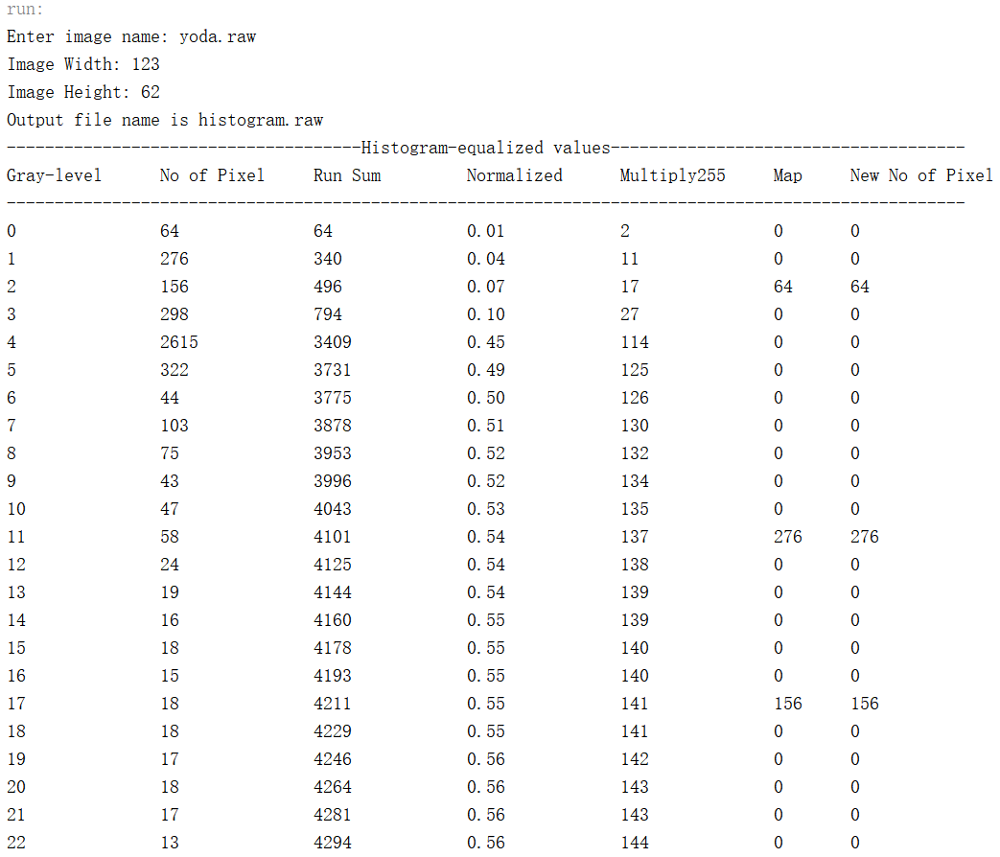 run:
Enter image name: yoda.raw
Image Width: 123
Image Height: 62
Output file name is histogram.raw
-------------------------------------Histogram-equalized values-------------------------------------
Gray-level No of Pixel Run Sum Normalized Multiply255 Map New No of Pixel
----------------------------------------------------------------------------------------------------
0 64 64 0.01 2 0 0
1 276 340 0.04 11 0 0
2 156 496 0.07 17 64 64
3 298 794 0.10 27 0 0
4 2615 3409 0.45 114 0 0
5 322 3731 0.49 125 0 0
6 44 3775 0.50 126 0 0
7 103 3878 0.51 130 0 0
8 75 3953 0.52 132 0 0
9 43 3996 0.52 134 0 0
10 47 4043 0.53 135 0 0
11 58 4101 0.54 137 276 276
12 24 4125 0.54 138 0 0
13 19 4144 0.54 139 0 0
14 16 4160 0.55 139 0 0
15 18 4178 0.55 140 0 0
16 15 4193 0.55 140 0 0
17 18 4211 0.55 141 156 156
18 18 4229 0.55 141 0 0
19 17 4246 0.56 142 0 0
20 18 4264 0.56 143 0 0
21 17 4281 0.56 143 0 0
22 13 4294 0.56 144 0 0